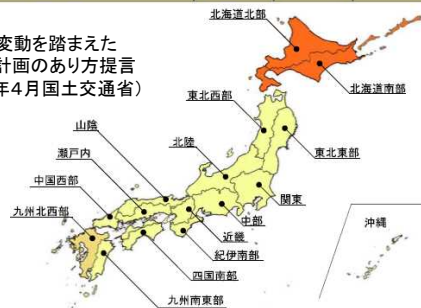 変動を踏まえた
計画のあり方提言
年4月国土交通省)
北海道北部
北海道南部
東北西部
東北東部
山陰
北陸
瀬戸内
中国西部
九州北西部
関東
中部
近畿
紀伊南部
四国南部
九州南東部
沖縄